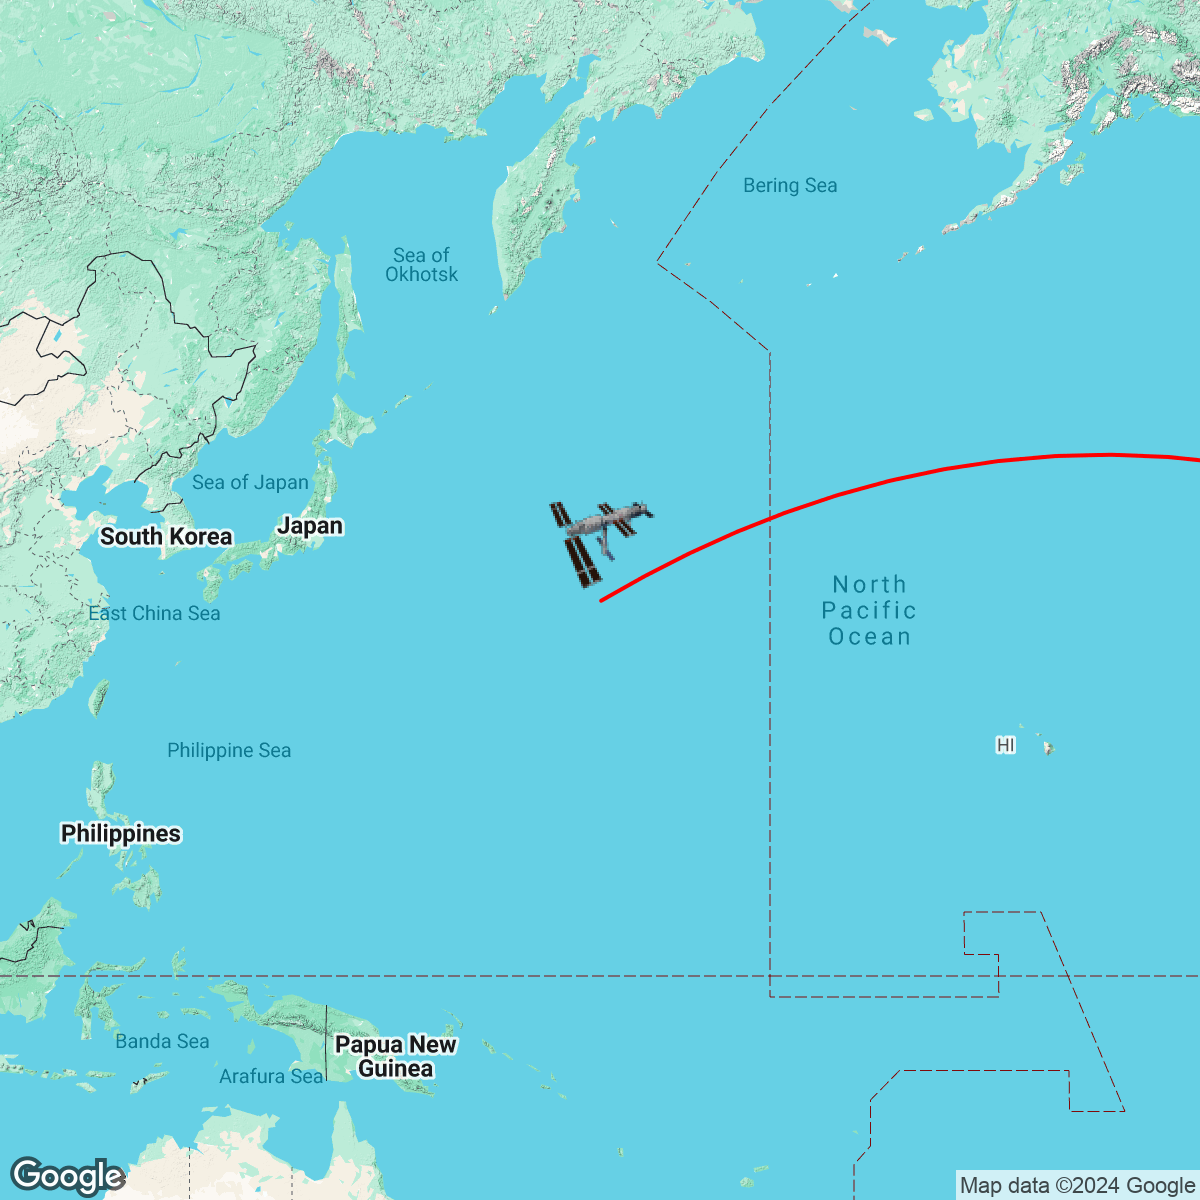 Bering Sea
Sea of
Okhotsk
Sea of Japan
South Korea
Japan
East China Sea
North
Pacific
Ocean
Philippine Sea
HI
Philippines
Banda Sea
Papua New
Guinea
Arafura Sea
Google
Map data ©2024 Google